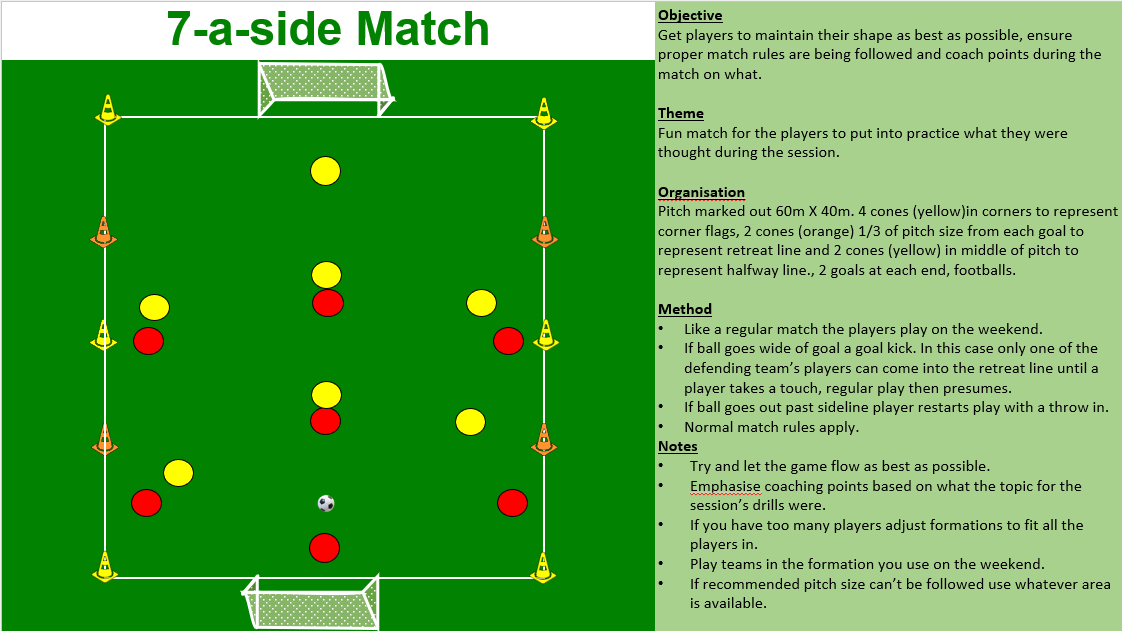 7-a-side Match
Objective
Get players to maintain their shape as best as possible, ensure
proper match rules are being followed and coach points during the
match on what.
Theme
Fun match for the players to put into practice what they were
thought during the session.
Organisation
Pitch marked out 60m X 40m. 4 cones (yellow)in corners to represent
corner flags, 2 cones (orange) 1/3 of pitch size from each goal to
represent retreat line and 2 cones (yellow) in middle of pitch to
represent halfway line., 2 goals at each end, footballs.
Method
• Like a regular match the players play on the weekend.
• If ball goes wide of goal a goal kick. In this case only one of the
defending team’s players can come into the retreat line until a
player takes a touch, regular play then presumes.
• If ball goes out past sideline player restarts play with a throw in.
• Normal match rules apply.
Notes
• Try and let the game flow as best as possible.
• Emphasise coaching points based on what the topic for the
session’s drills were.
• If you have too many players adjust formations to fit all the
players in.
• Play teams in the formation you use on the weekend.
• If recommended pitch size can’t be followed use whatever area
is available.